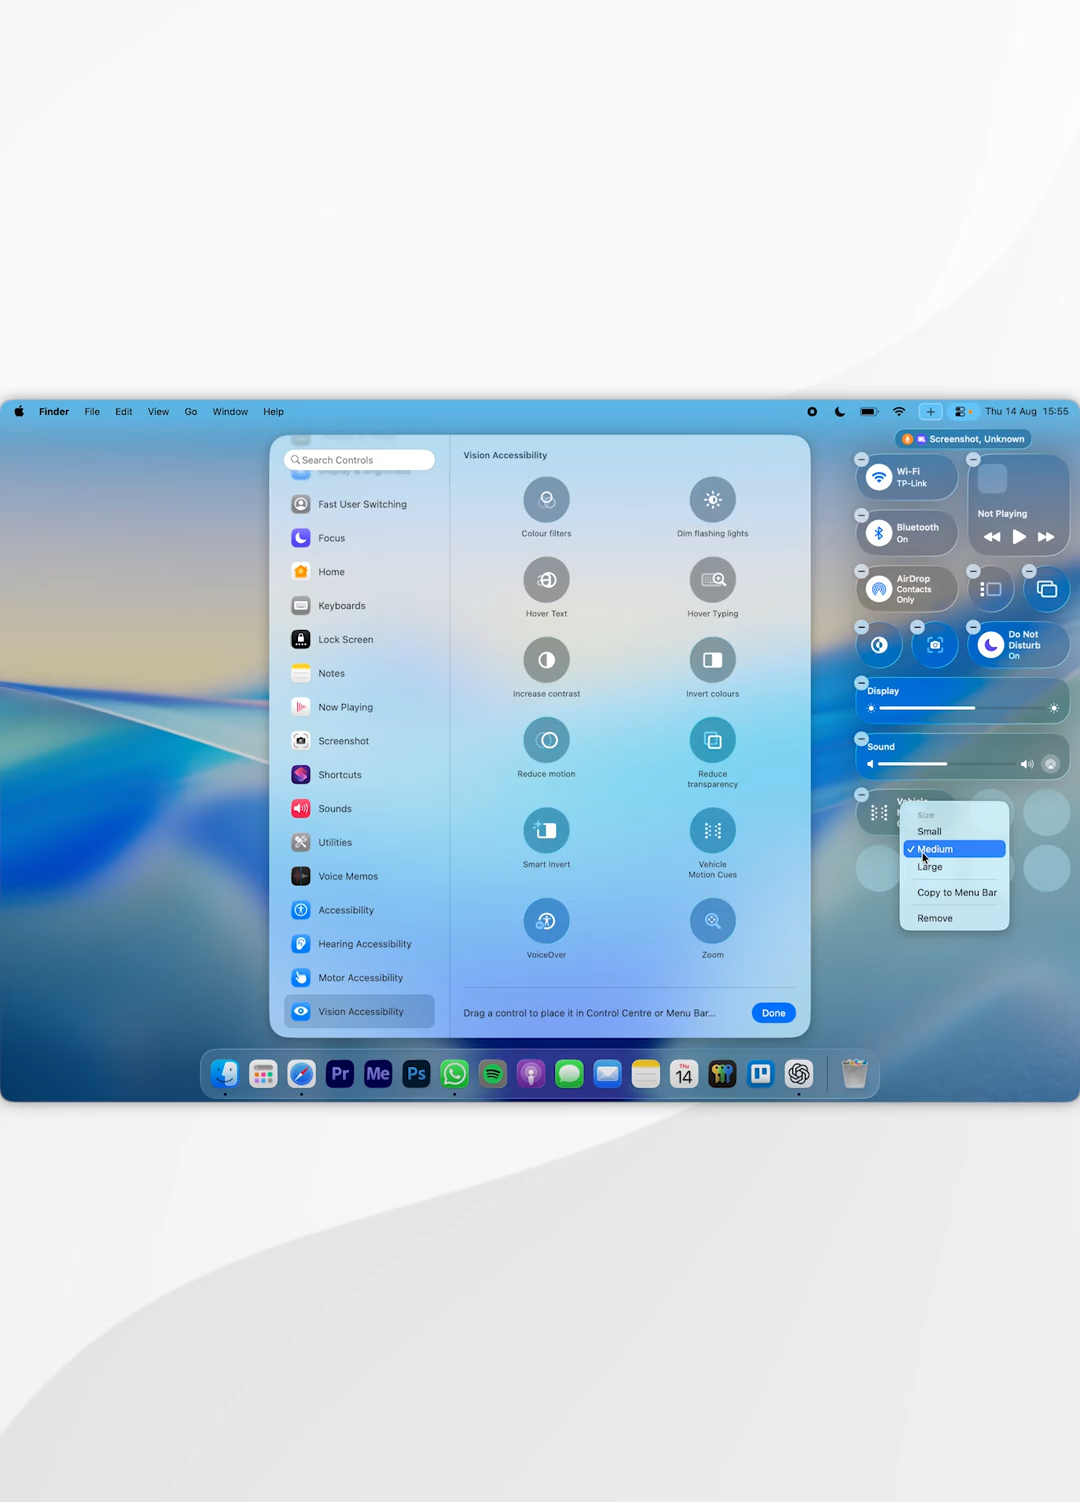 Finder File Edit View Go Window Help
Thu 14 Aug 15:55
Search Controls
Fast User Switching
Focus
Home
Keyboards
Lock Screen
Notes
Now Playing
Screenshot
Shortcuts
Sounds
Utilities
Voice Memos
Accessibility
Hearing Accessibility
Motor Accessibility
Vision Accessibility
Vision Accessibility
Colour filters
Dim flashing lights
Hover Text
Hover Typing
Increase contrast
Invert colours
Reduce motion
Reduce
transparency
Smart Invert
Vehicle
Motion Cues
VoiceOver
Zoom
Drag a control to place it in Control Centre or Menu Bar...
Done
Screenshot, Unknown
Wi-Fi
TP-Link
Not Playing
Bluetooth
On
AirDrop
Contacts
Only
Do Not
Disturb
On
Display
Sound
Size
Small
✓ Medium
Large
Copy to Menu Bar
Remove
Pr
Me
Ps
Thu
14